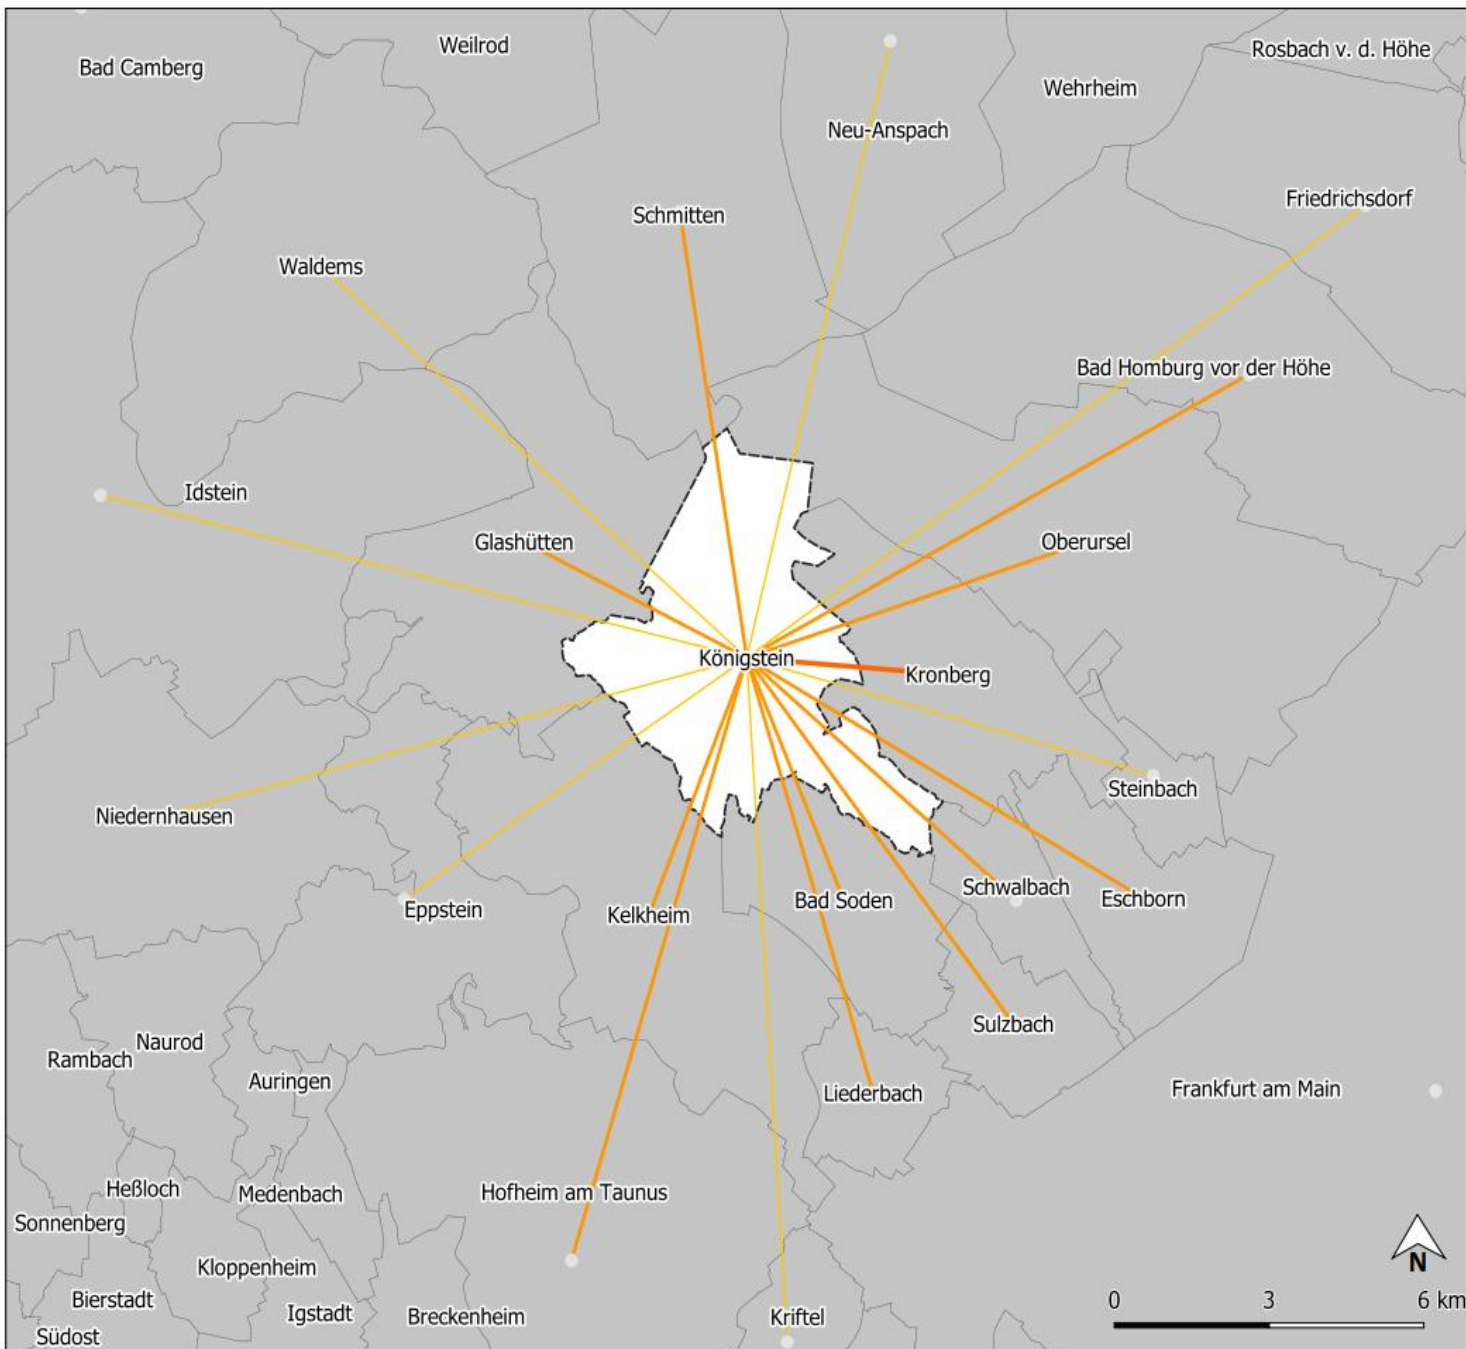 Weilrod
Rosbach v. d. Höhe
Bad Camberg
Wehrheim
Neu-Anspach
Friedrichsdorf
Schmitten
Waldems
Bad Homburg vor der Höhe
Idstein
Glashütten
Oberursel
Königstein
Kronberg
Steinbach
Niedernhausen
Schwalbach
Eschborn
Bad Soden
Eppstein
Kelkheim
Sulzbach
Naurod
Rambach
Auringen
Liederbach
Frankfurt am Main
Heßloch
Medenbach
Hofheim am Taunus
Sonnenberg
Kloppenheim
N
Bierstadt
Igstadt
Breckenheim
Kriftel
0 3 6 km
Südost